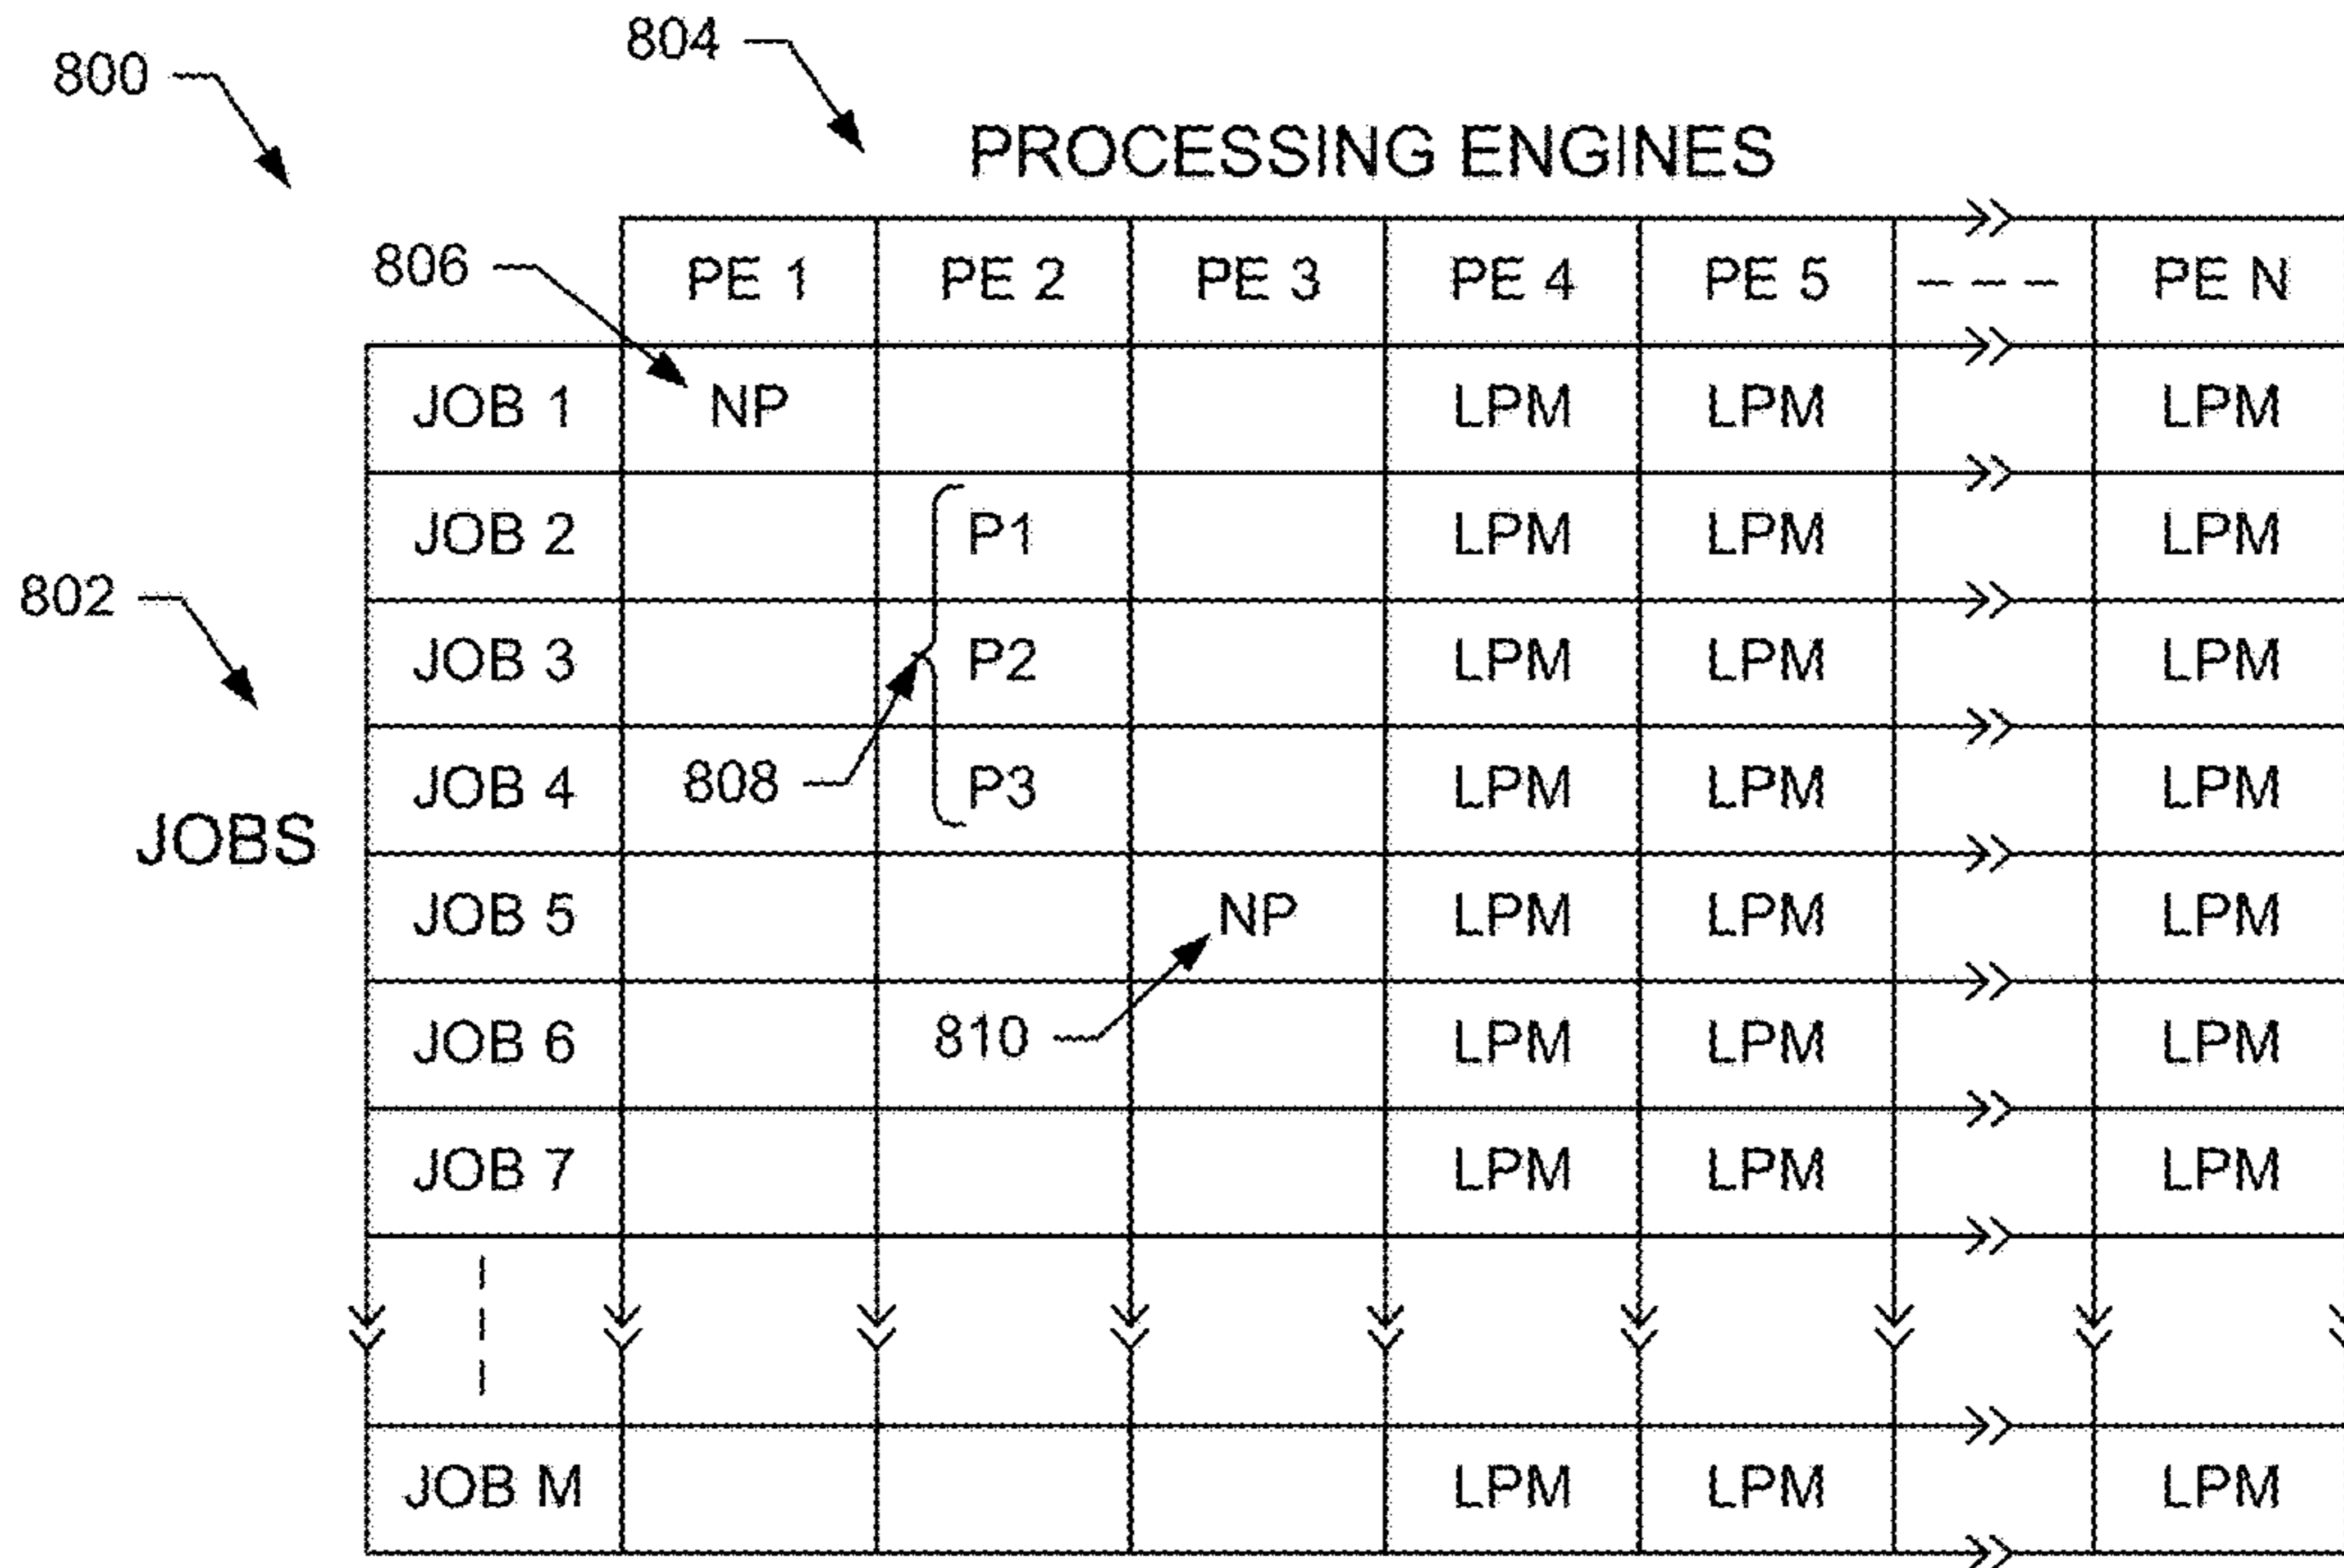 804
800
PROCESSING ENGINES
806 PE 1 PE 2 PE 3 PE 4 PE 5 PE N
JOB 1 NP LPM LPM LPM
JOB 2 P1 LPM LPM LPM
802
JOB 3 P2 LPM LPM LPM
JOB 4 808 P3 LPM LPM LPM
JOBS
JOB 5 NP LPM LPM LPM
JOB 6 810 LPM LPM LPM
JOB 7 LPM LPM LPM
JOB M LPM LPM LPM